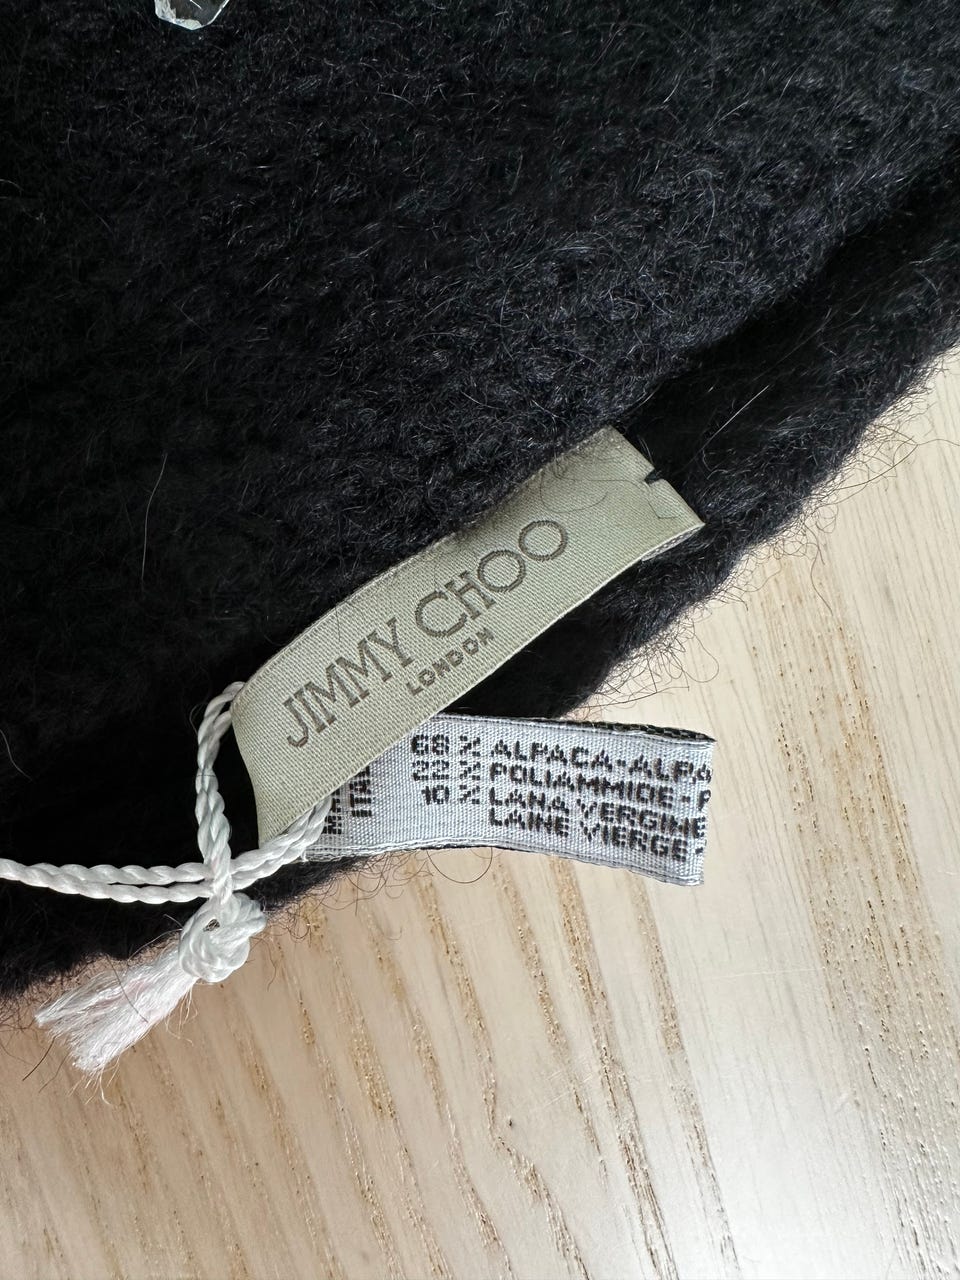 JIMMY CHOO
LONDON
68 % ALPACA-ALPA
22 % POLIAMMIDE-P
10 % LANA VERGINE
LAINE VIERGE